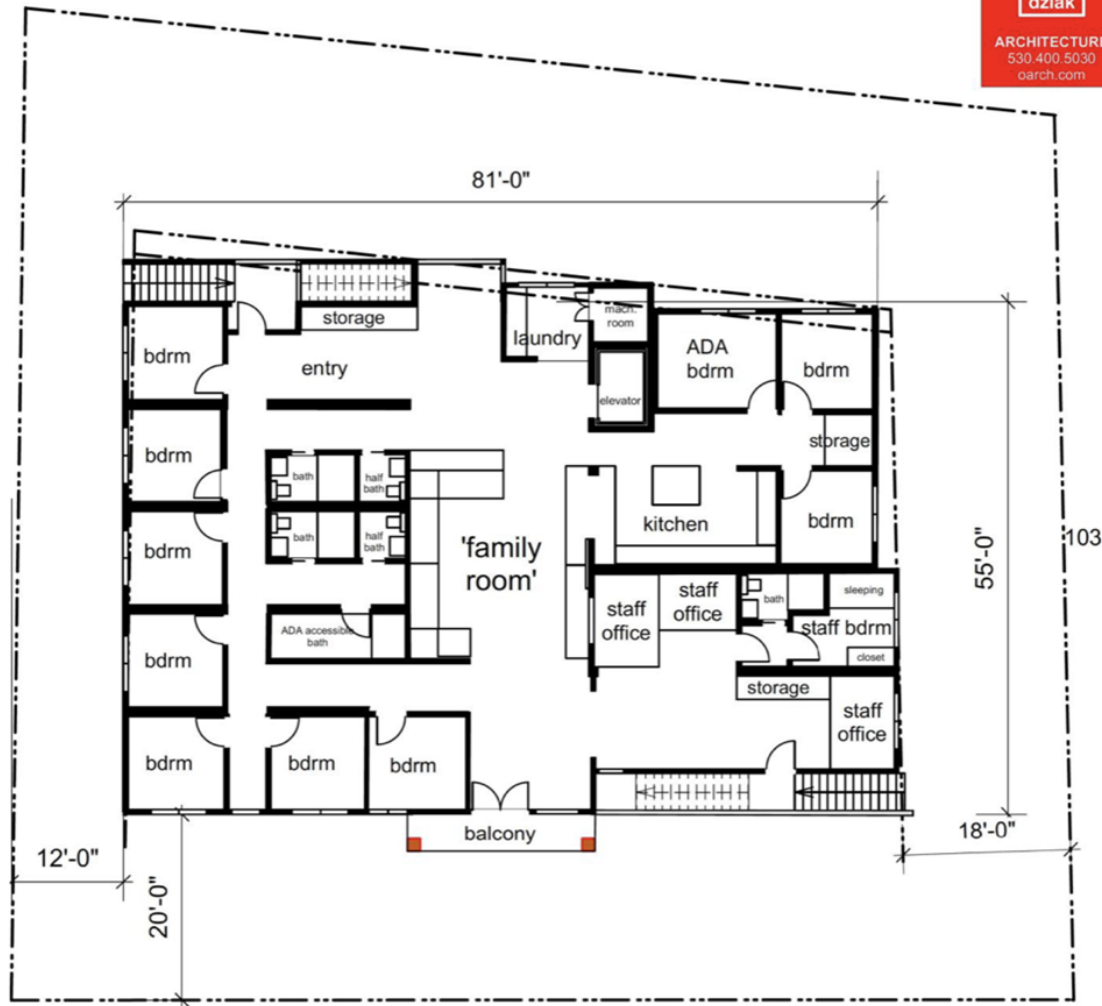 dziak
ARCHITECTURE
530.400.5030
oarch.com
81'-0"
storage
mach.
room
laundry
ADA
bdrm
bdrm
bdrm
entry
elevator
storage
bdrm
bath
half
bath
kitchen
bdrm
bdrm
bath
half
bath
'family
room'
103
55'-0"
staff
office
staff
office
bath
sleeping
staff bdrm
closet
ADA accessible
bath
bdrm
storage
staff
office
bdrm
bdrm
bdrm
balcony
12'-0"
20'-0"
18'-0"